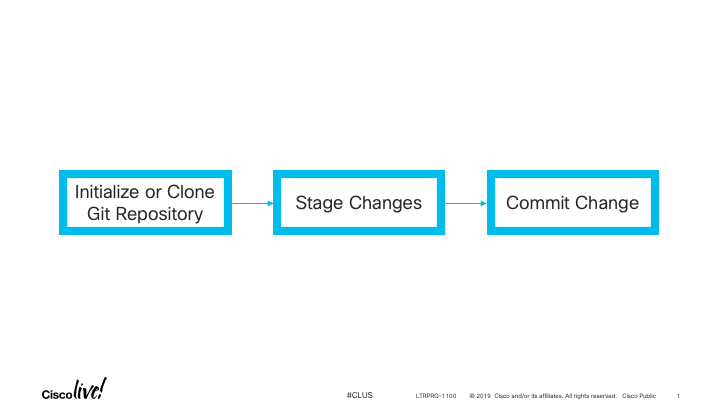 Initialize or Clone
Git Repository
Stage Changes
Commit Change
Cisco live!
#CLUS
LTRPRG-1100
© 2019 Cisco and/or its affiliates. All rights reserved. Cisco Public
1